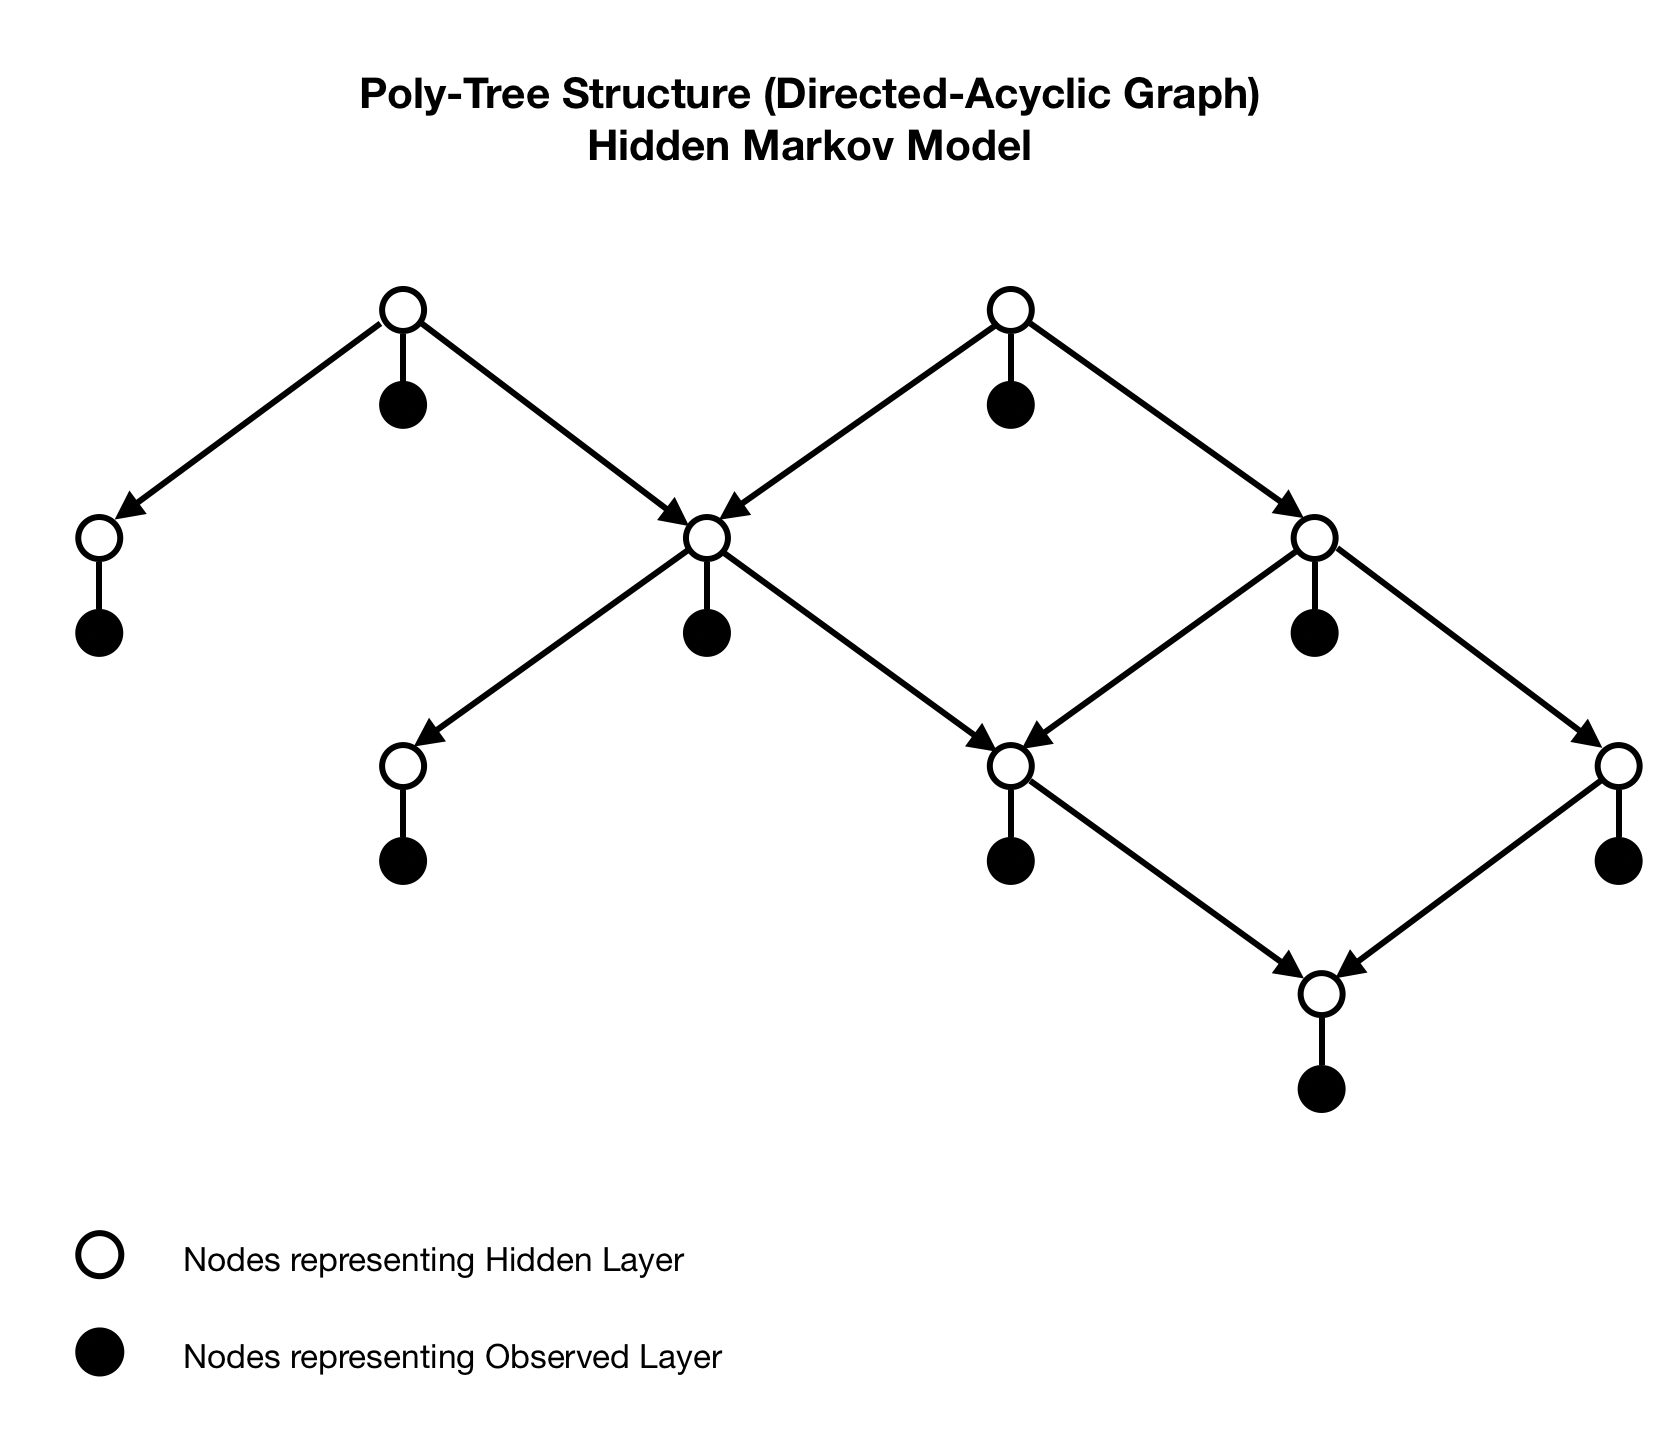 Poly-Tree Structure (Directed-Acyclic Graph)
Hidden Markov Model
Nodes representing Hidden Layer
Nodes representing Observed Layer